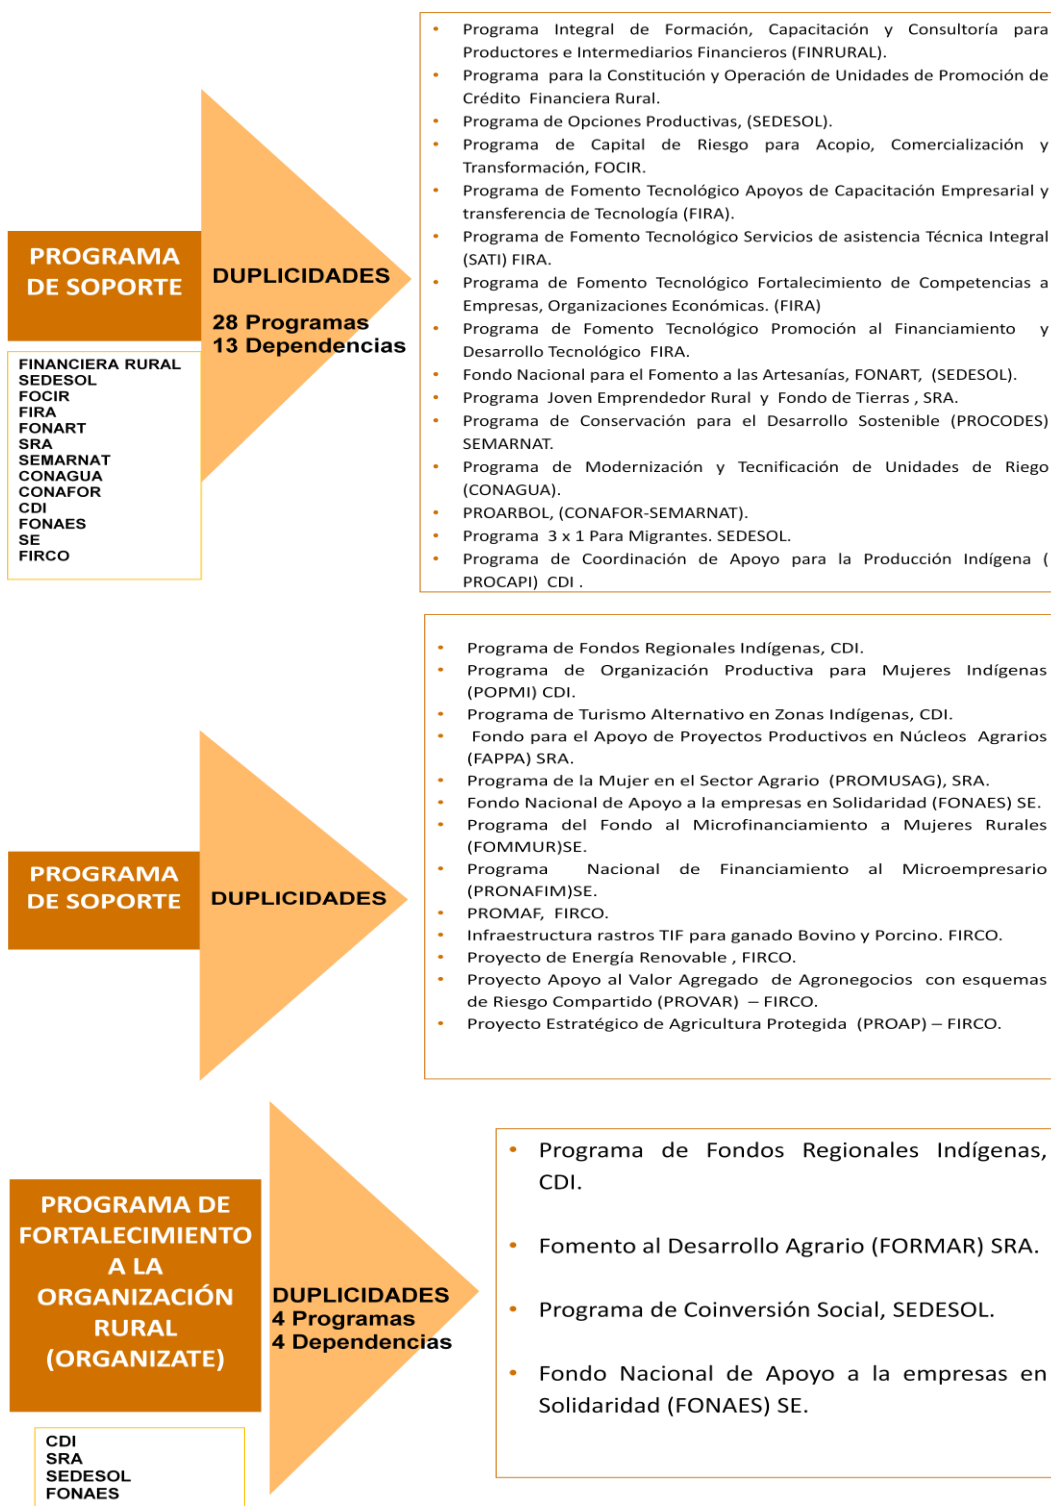 PROGRAMA
DE SOPORTE
FINANCIERA RURAL
SEDESOL
FOCIR
FIRA
FONART
SRA
SEMARNAT
CONAGUA
CONAFOR
CDI
FONAES
SE
FIRCO
DUPLICIDADES
28 Programas
13 Dependencias
• Programa Integral de Formación, Capacitación y Consultoría para
Productores e Intermediarios Financieros (FINRURAL).
• Programa para la Constitución y Operación de Unidades de Promoción de
Crédito Financiera Rural.
• Programa de Opciones Productivas, (SEDESOL).
• Programa de Capital de Riesgo para Acopio, Comercialización y
Transformación, FOCIR.
• Programa de Fomento Tecnológico Apoyos de Capacitación Empresarial y
transferencia de Tecnología (FIRA).
• Programa de Fomento Tecnológico Servicios de asistencia Técnica Integral
(SATI) FIRA.
• Programa de Fomento Tecnológico Fortalecimiento de Competencias a
Empresas, Organizaciones Económicas. (FIRA)
• Programa de Fomento Tecnológico Promoción al Financiamiento y
Desarrollo Tecnológico FIRA.
• Fondo Nacional para el Fomento a las Artesanías, FONART, (SEDESOL).
• Programa Joven Emprendedor Rural y Fondo de Tierras , SRA.
• Programa de Conservación para el Desarrollo Sostenible (PROCODES)
SEMARNAT.
• Programa de Modernización y Tecnificación de Unidades de Riego
(CONAGUA).
• PROARBOL, (CONAFOR-SEMARNAT).
• Programa 3 x 1 Para Migrantes. SEDESOL.
• Programa de Coordinación de Apoyo para la Producción Indígena (
PROCAPI) CDI .
PROGRAMA
DE SOPORTE
DUPLICIDADES
• Programa de Fondos Regionales Indígenas, CDI.
• Programa de Organización Productiva para Mujeres Indígenas
(POPMI) CDI.
• Programa de Turismo Alternativo en Zonas Indígenas, CDI.
• Fondo para el Apoyo de Proyectos Productivos en Núcleos Agrarios
(FAPPA) SRA.
• Programa de la Mujer en el Sector Agrario (PROMUSAG), SRA.
• Fondo Nacional de Apoyo a la empresas en Solidaridad (FONAES) SE.
• Programa del Fondo al Microfinanciamiento a Mujeres Rurales
(FOMMUR)SE.
• Programa Nacional de Financiamiento al Microempresario
(PRONAFIM)SE.
• PROMAF, FIRCO.
• Infraestructura rastros TIF para ganado Bovino y Porcino. FIRCO.
• Proyecto de Energía Renovable , FIRCO.
• Proyecto Apoyo al Valor Agregado de Agronegocios con esquemas
de Riesgo Compartido (PROVAR) – FIRCO.
• Proyecto Estratégico de Agricultura Protegida (PROAP) – FIRCO.
PROGRAMA DE
FORTALECIMIENTO
A LA
ORGANIZACIÓN
RURAL
(ORGANIZATE)
CDI
SRA
SEDESOL
FONAES
DUPLICIDADES
4 Programas
4 Dependencias
• Programa de Fondos Regionales Indígenas,
CDI.
• Fomento al Desarrollo Agrario (FORMAR) SRA.
• Programa de Coinversión Social, SEDESOL.
• Fondo Nacional de Apoyo a la empresas en
Solidaridad (FONAES) SE.